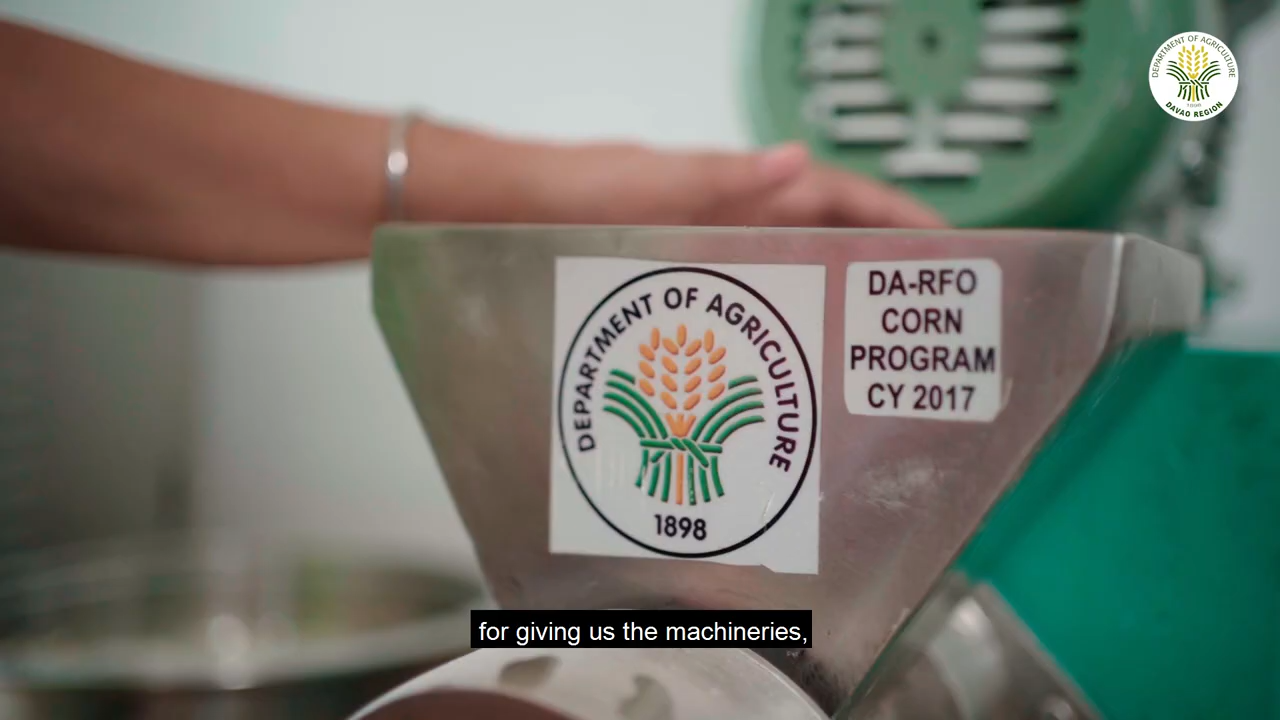 DEPARTMENT OF AGRICULTURE
1898
DAVAO REGION
DEPARTMENT OF AGRICULTURE
1898
DA-RFO
CORN
PROGRAM
CY 2017
for giving us the machineries,